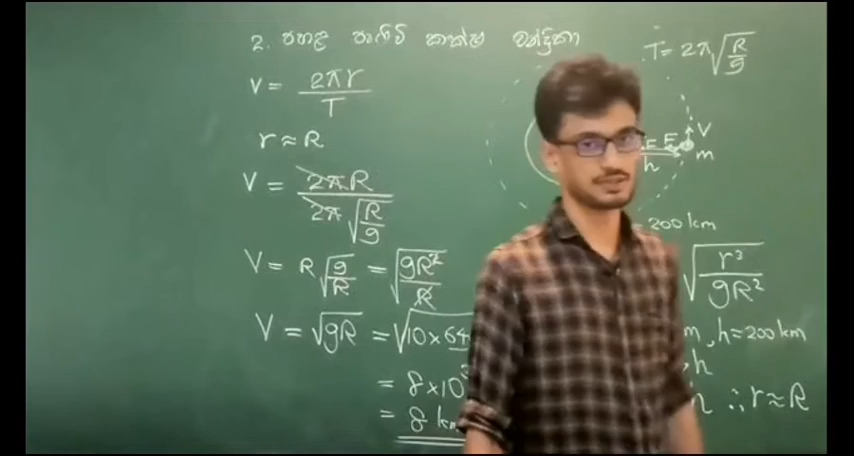 2. පහළ පෘථිවි කක්ෂ චන්ද්‍රිකා
V = 2πr / T
r ≈ R
V = 2πR / 2π√(R/g)
V = R√(g/R) = √(gR²/R)
V = √gR = √10 × 64
= 8 × 10
= 8 km
T = 2π√(R/g)
V
F
m
h
200 km
√(r³/gR²)
m, h = 200 km
h
∴ r ≈ R